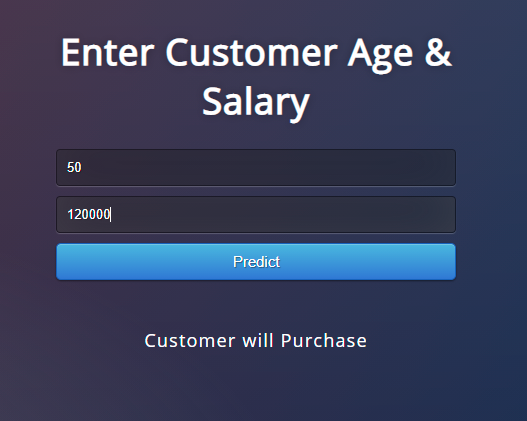 Enter Customer Age &
Salary
50
120000
Predict
Customer will Purchase